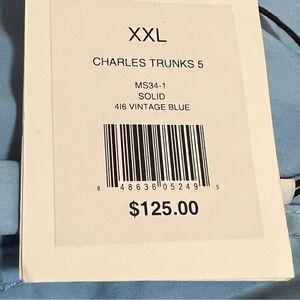 XXL
CHARLES TRUNKS 5
MS34-1
SOLID
416 VINTAGE BLUE
8 48636 05249 5
$125.00